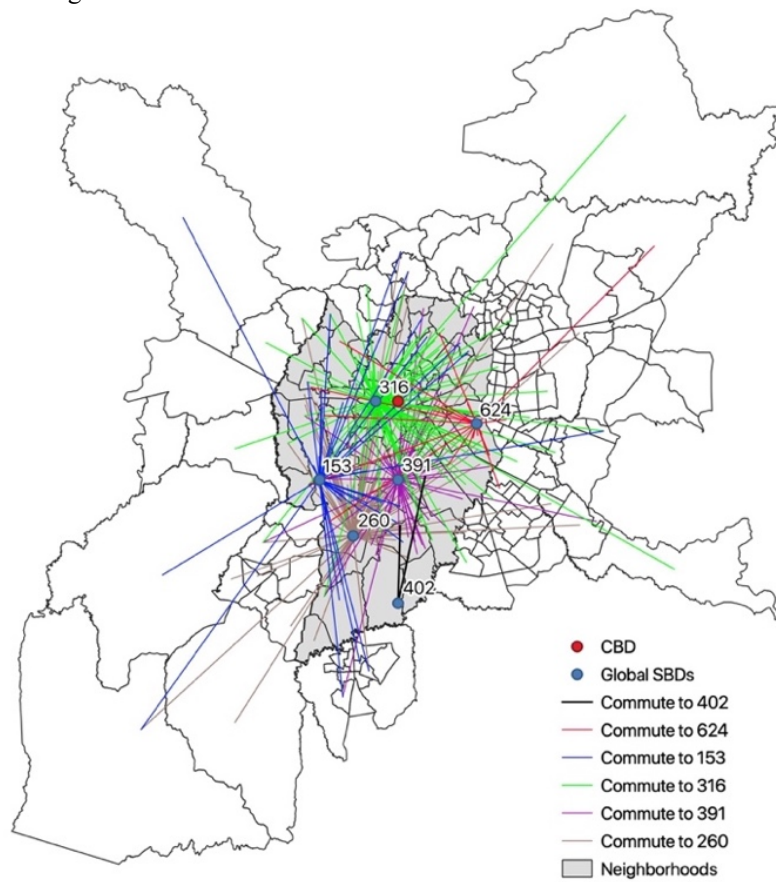 316
624
153
391
260
402
CBD
Global SBDs
Commute to 402
Commute to 624
Commute to 153
Commute to 316
Commute to 391
Commute to 260
Neighborhoods